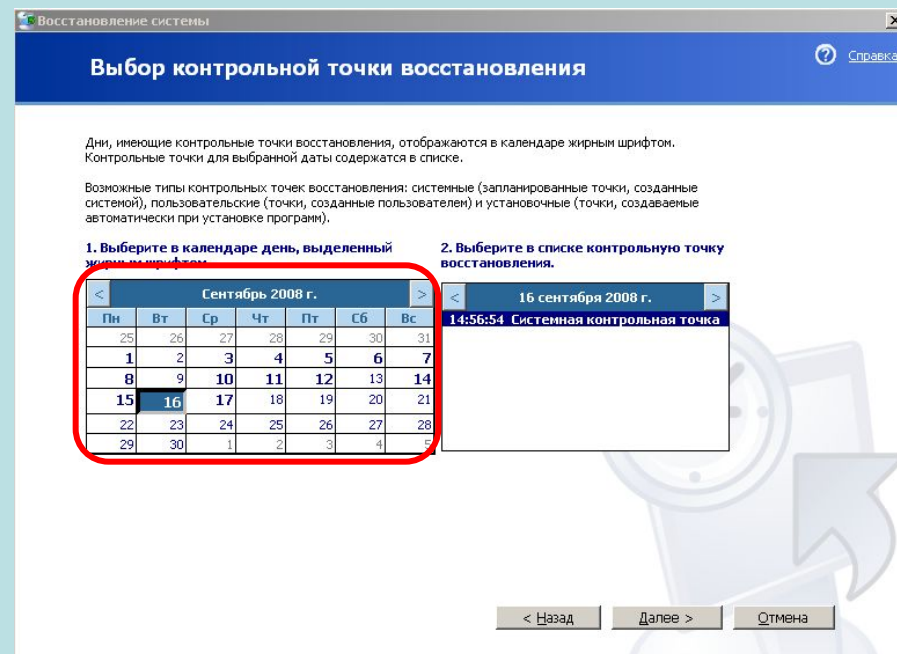 Восстановление системы
Выбор контрольной точки восстановления
Справка
Дни, имеющие контрольные точки восстановления, отображаются в календаре жирным шрифтом.
Контрольные точки для выбранной даты содержатся в списке.
Возможные типы контрольных точек восстановления: системные (запланированные точки, созданные
системой), пользовательские (точки, созданные пользователем) и установочные (точки, создаваемые
автоматически при установке программ).
1. Выберите в календаре день, выделенный
жирным шрифтом.
2. Выберите в списке контрольную точку
восстановления.
< Сентябрь 2008 г. >
Пн Вт Ср Чт Пт Сб Вс
25 26 27 28 29 30 31
1 2 3 4 5 6 7
8 9 10 11 12 13 14
15 16 17 18 19 20 21
22 23 24 25 26 27 28
29 30 1 2 3 4 5
< 16 сентября 2008 г. >
14:56:54 Системная контрольная точка
< Назад
Далее >
Отмена